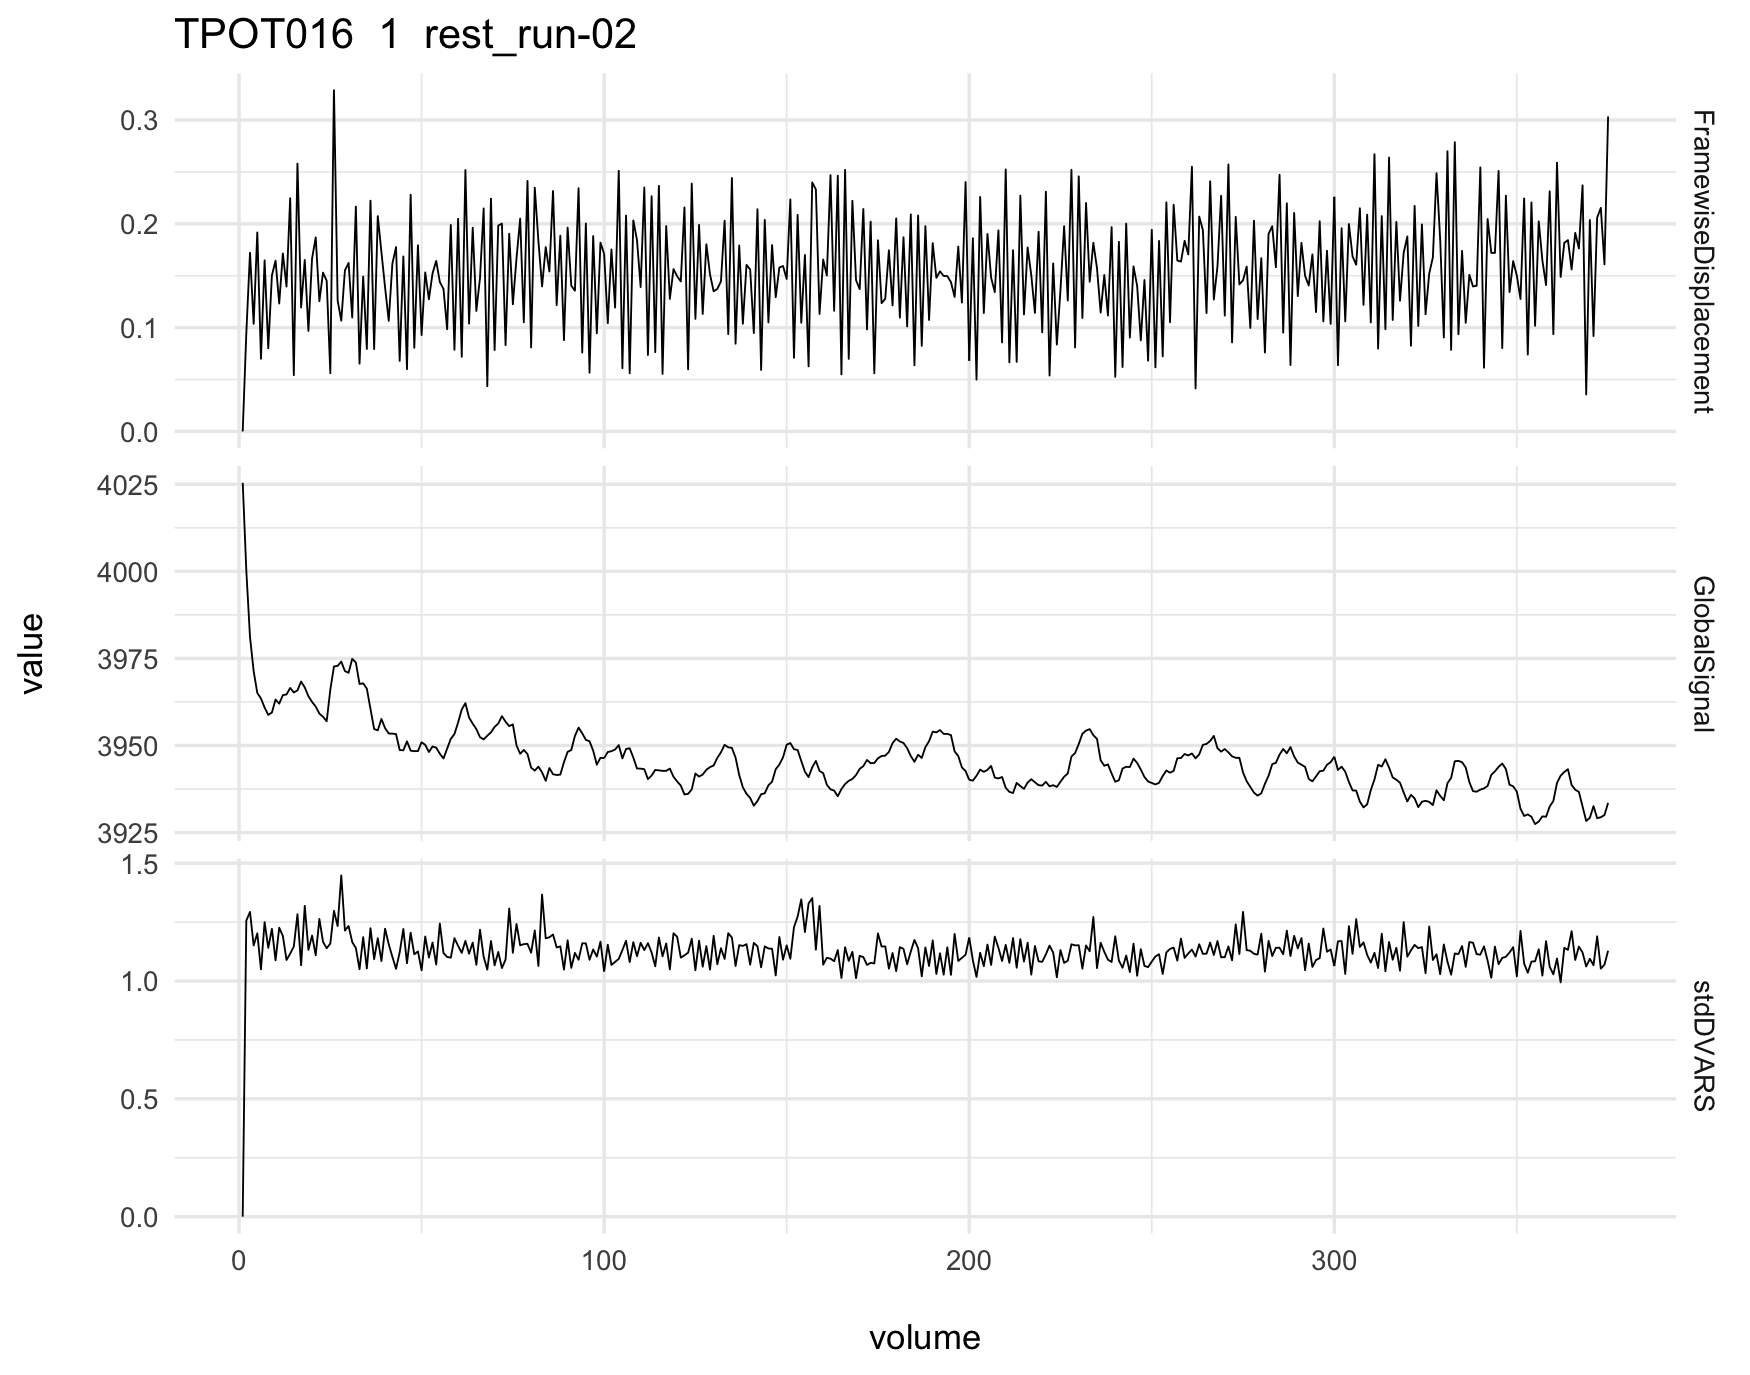 TPOT016 1 rest_run-02
0.3
0.2
0.1
0.0
FramewiseDisplacement
4025
4000
3975
3950
3925
GlobalSignal
1.5
1.0
0.5
0.0
stdDVARS
value
0 100 200 300
volume